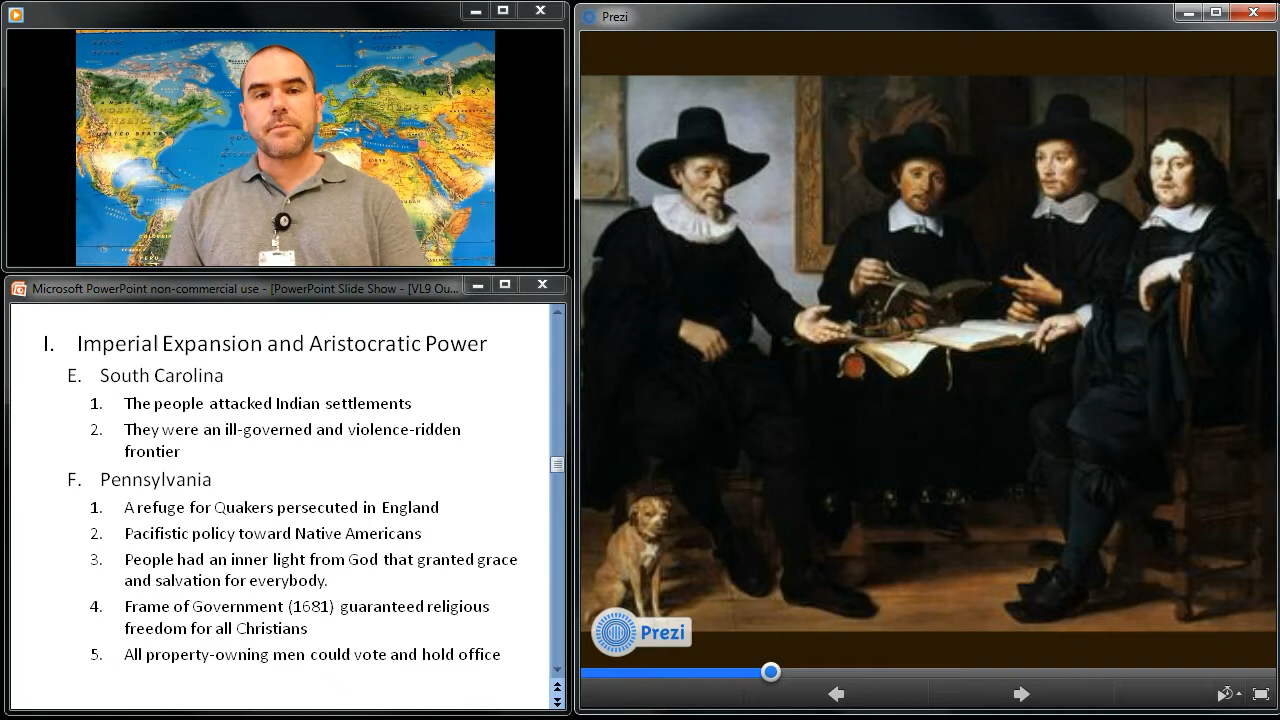 Prezi
Microsoft PowerPoint non-commercial use - [PowerPoint Slide Show - [VL9 Ou...
I. Imperial Expansion and Aristocratic Power
E. South Carolina
1. The people attacked Indian settlements
2. They were an ill-governed and violence-ridden
frontier
F. Pennsylvania
1. A refuge for Quakers persecuted in England
2. Pacifistic policy toward Native Americans
3. People had an inner light from God that granted grace
and salvation for everybody.
4. Frame of Government (1681) guaranteed religious
freedom for all Christians
5. All property-owning men could vote and hold office
Prezi